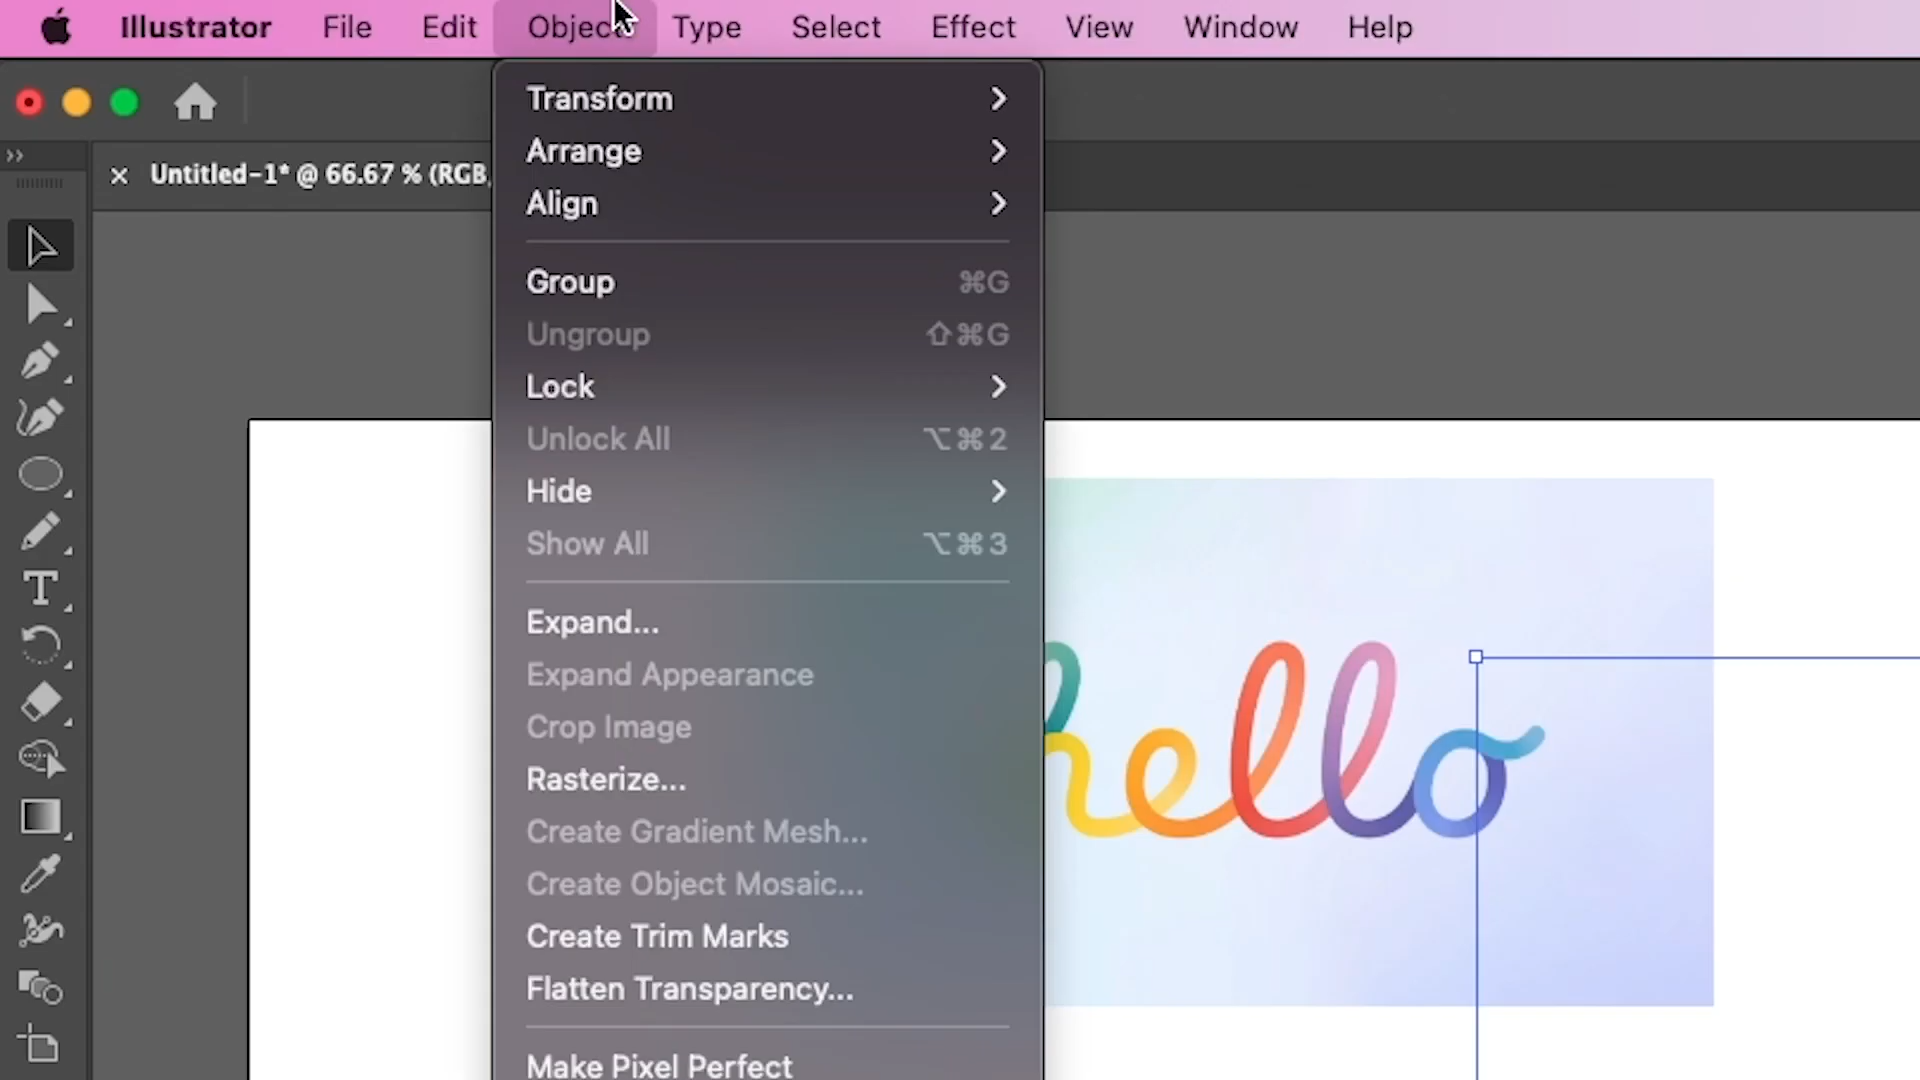 Illustrator File Edit Object Type Select Effect View Window Help
Untitled-1* @ 66.67 % (RGB
Transform
Arrange
Align
Group ⌘G
Ungroup ⇧⌘G
Lock
Unlock All ⌥⌘2
Hide
Show All ⌥⌘3
Expand...
Expand Appearance
Crop Image
Rasterize...
Create Gradient Mesh...
Create Object Mosaic...
Create Trim Marks
Flatten Transparency...
Make Pixel Perfect
hello